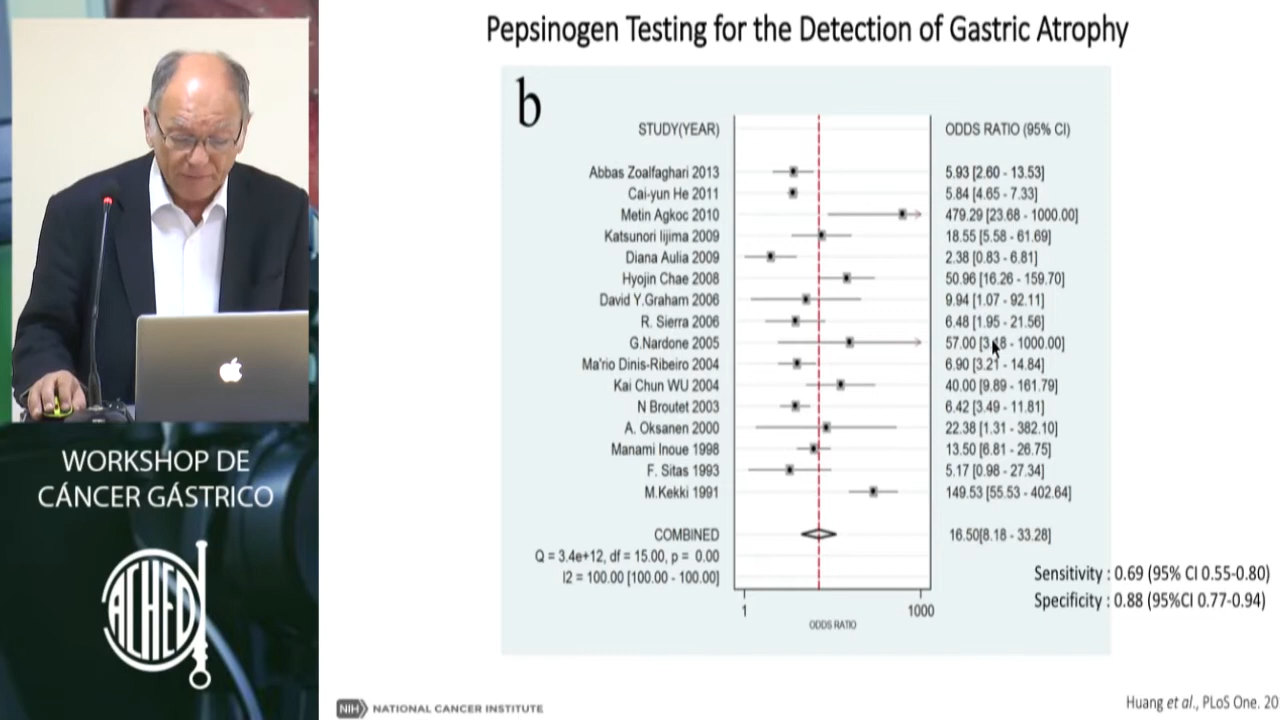 Pepsinogen Testing for the Detection of Gastric Atrophy
b
STUDY(YEAR) ODDS RATIO (95% CI)
Abbas Zoalfaghari 2013 5.93 [2.60 - 13.53]
Cai-yun He 2011 5.84 [4.65 - 7.33]
Metin Agkoc 2010 479.29 [23.68 - 1000.00]
Katsunori Iijima 2009 18.55 [5.58 - 61.69]
Diana Aulia 2009 2.38 [0.83 - 6.81]
Hyojin Chae 2008 50.96 [16.26 - 159.70]
David Y.Graham 2006 9.94 [1.07 - 92.11]
R. Sierra 2006 6.48 [1.95 - 21.56]
G.Nardone 2005 57.00 - 1000.00]
Ma'rio Dinis-Ribeiro 2004 6.90 [3.21 - 14.84]
Kai Chun WU 2004 40.00 [9.89 - 161.79]
N Broutet 2003 6.42 [3.49 - 11.81]
A. Oksanen 2000 22.38 [1.31 - 382.10]
Manami Inoue 1998 13.50 [6.81 - 26.75]
F. Sitas 1993 5.17 [0.98 - 27.34]
M.Kekki 1991 149.53 [55.53 - 402.64]
COMBINED 16.50[8.18 - 33.28]
Q = 3.4e+12, df = 15.00, p = 0.00
I2 = 100.00 [100.00 - 100.00]
1 1000
ODDS RATIO
Sensitivity : 0.69 (95% CI 0.55-0.80)
Specificity : 0.88 (95%CI 0.77-0.94)
WORKSHOP DE
CÁNCER GÁSTRICO
ACHED
NIH NATIONAL CANCER INSTITUTE
Huang et al., PLoS One. 20